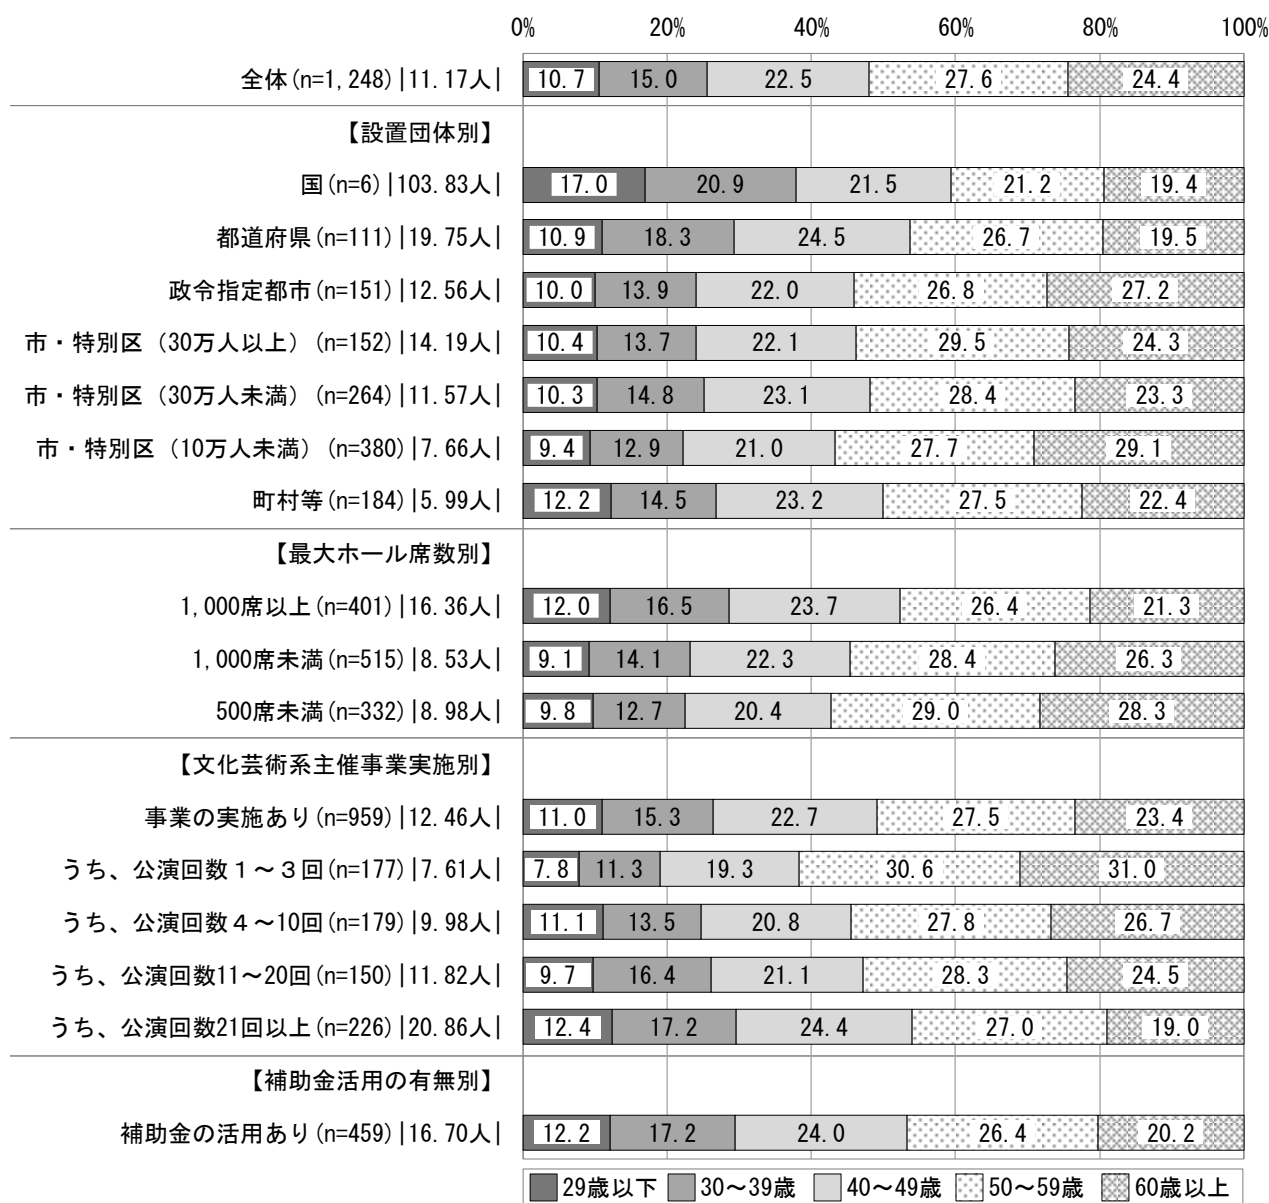 0% 20% 40% 60% 80% 100%
全体(n=1,248)|11.17人| 10.7 15.0 22.5 27.6 24.4
【設置団体別】
国(n=6)|103.83人| 17.0 20.9 21.5 21.2 19.4
都道府県(n=111)|19.75人| 10.9 18.3 24.5 26.7 19.5
政令指定都市(n=151)|12.56人| 10.0 13.9 22.0 26.8 27.2
市・特別区（30万人以上）(n=152)|14.19人| 10.4 13.7 22.1 29.5 24.3
市・特別区（30万人未満）(n=264)|11.57人| 10.3 14.8 23.1 28.4 23.3
市・特別区（10万人未満）(n=380)|7.66人| 9.4 12.9 21.0 27.7 29.1
町村等(n=184)|5.99人| 12.2 14.5 23.2 27.5 22.4
【最大ホール席数別】
1,000席以上(n=401)|16.36人| 12.0 16.5 23.7 26.4 21.3
1,000席未満(n=515)|8.53人| 9.1 14.1 22.3 28.4 26.3
500席未満(n=332)|8.98人| 9.8 12.7 20.4 29.0 28.3
【文化芸術系主催事業実施別】
事業の実施あり(n=959)|12.46人| 11.0 15.3 22.7 27.5 23.4
うち、公演回数１～３回(n=177)|7.61人| 7.8 11.3 19.3 30.6 31.0
うち、公演回数４～10回(n=179)|9.98人| 11.1 13.5 20.8 27.8 26.7
うち、公演回数11～20回(n=150)|11.82人| 9.7 16.4 21.1 28.3 24.5
うち、公演回数21回以上(n=226)|20.86人| 12.4 17.2 24.4 27.0 19.0
【補助金活用の有無別】
補助金の活用あり(n=459)|16.70人| 12.2 17.2 24.0 26.4 20.2
29歳以下 30～39歳 40～49歳 50～59歳 60歳以上